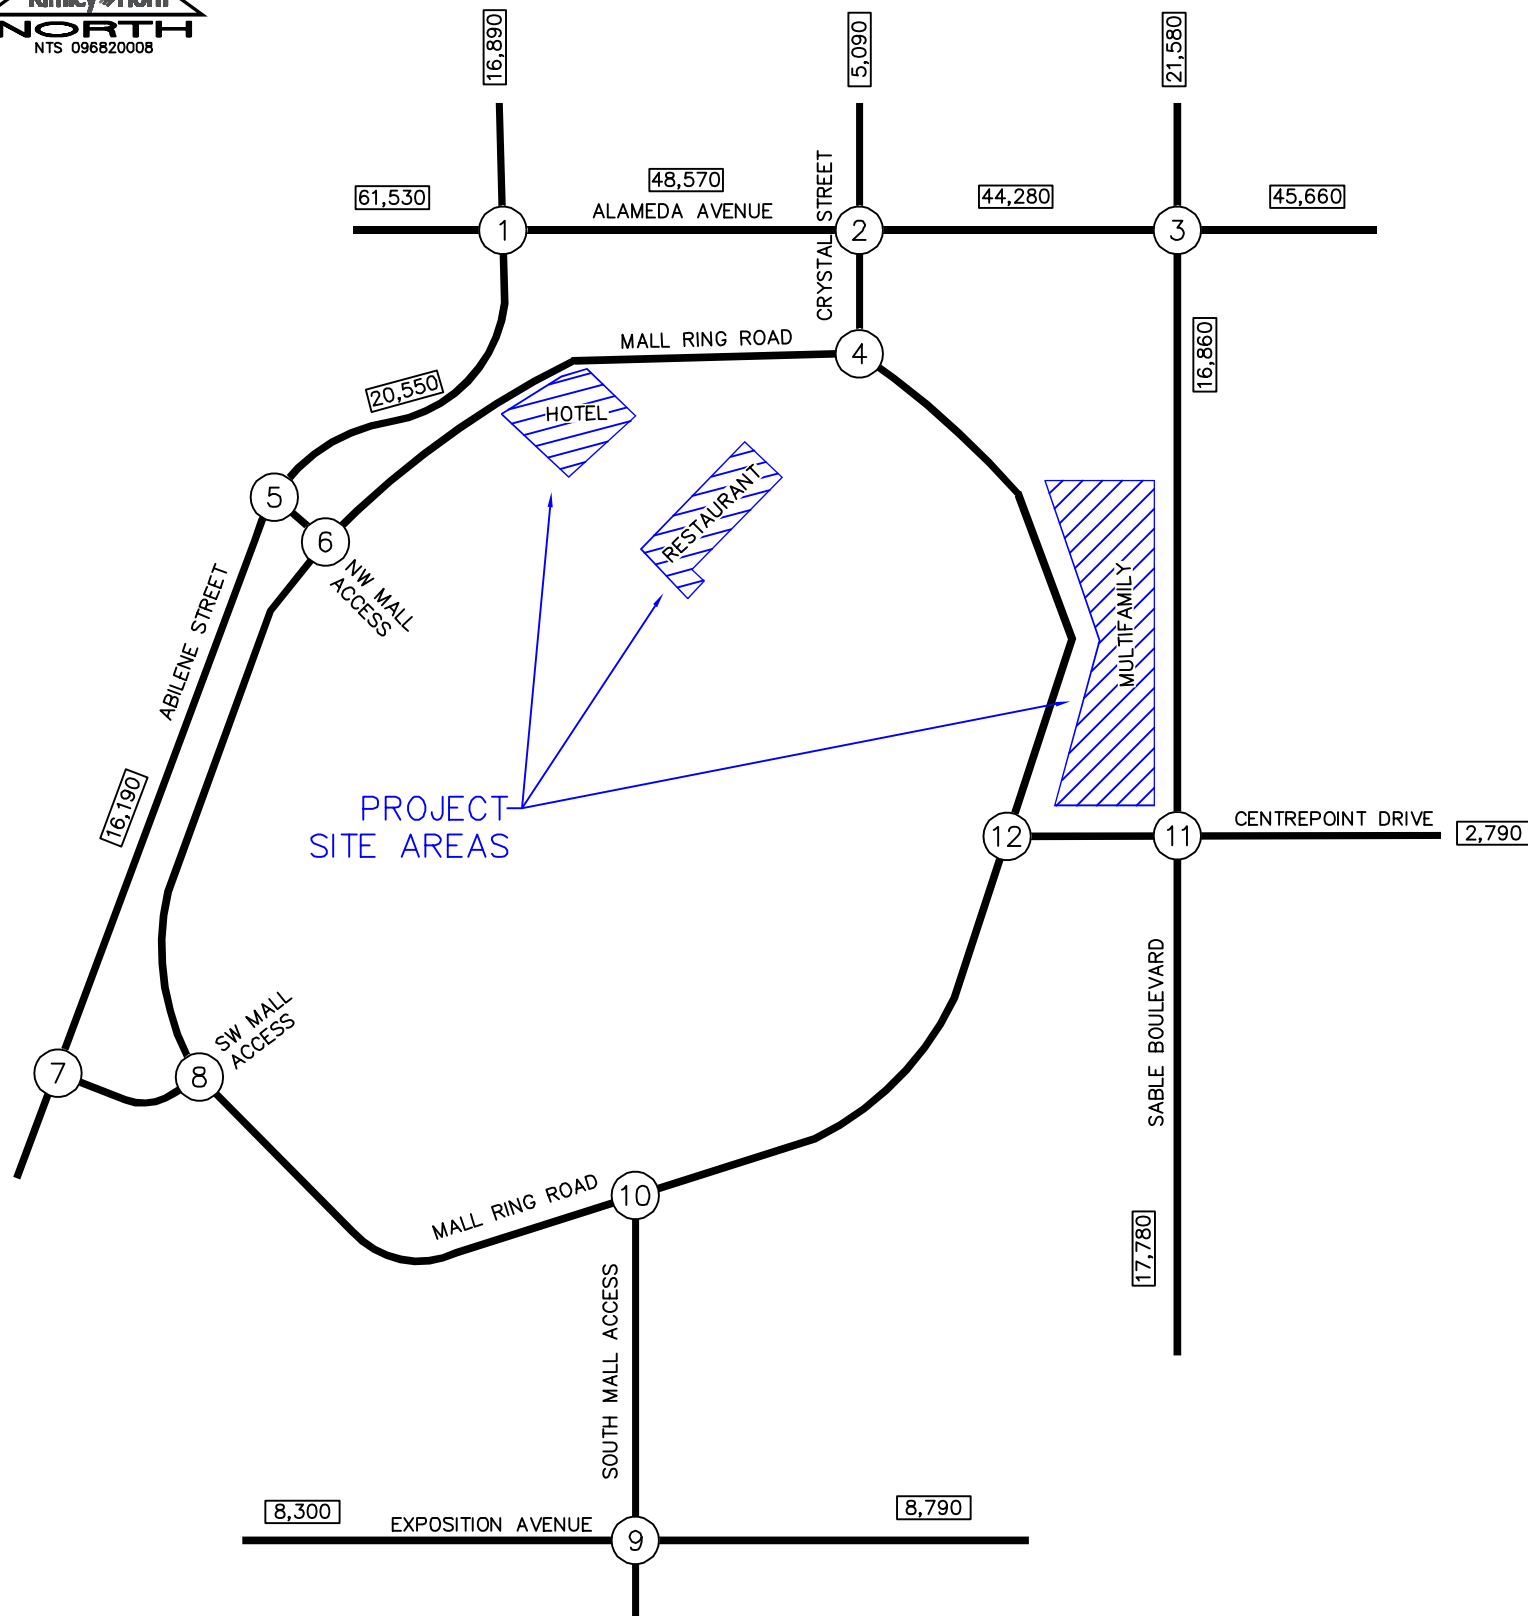 NORTH
NTS 096820008
16,890
5,090
21,580
61,530
48,570
44,280
45,660
ALAMEDA AVENUE
CRYSTAL STREET
1
2
3
MALL RING ROAD
4
16,860
20,550
HOTEL
RESTAURANT
5
6
NW MALL
ACCESS
MULTIFAMILY
ABILENE STREET
16,190
PROJECT
SITE AREAS
12
11
CENTREPOINT DRIVE
2,790
SABLE BOULEVARD
SW MALL
ACCESS
7
8
MALL RING ROAD
10
17,780
SOUTH MALL ACCESS
8,300
EXPOSITION AVENUE
9
8,790